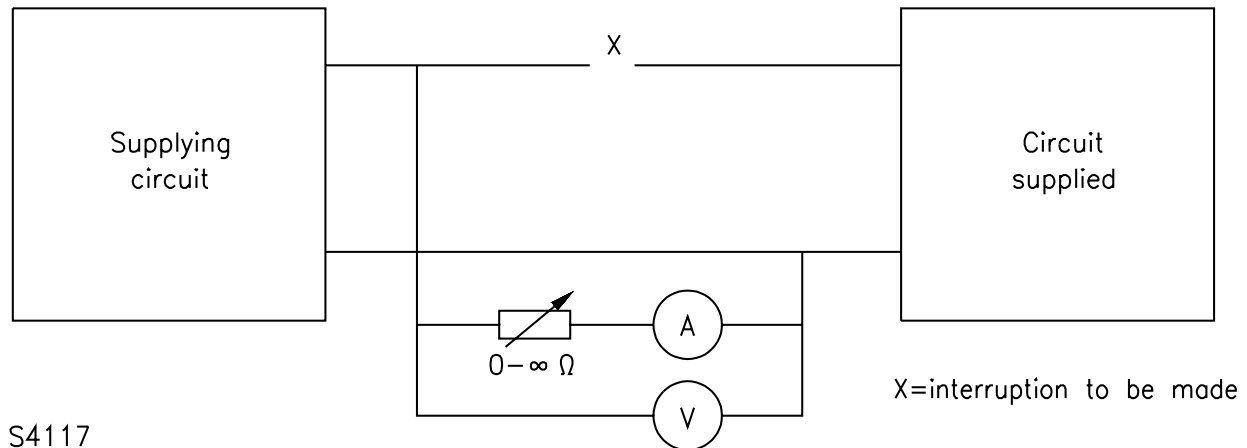 X
Supplying
circuit
Circuit
supplied
A
0–∞ Ω
V
X=interruption to be made
S4117